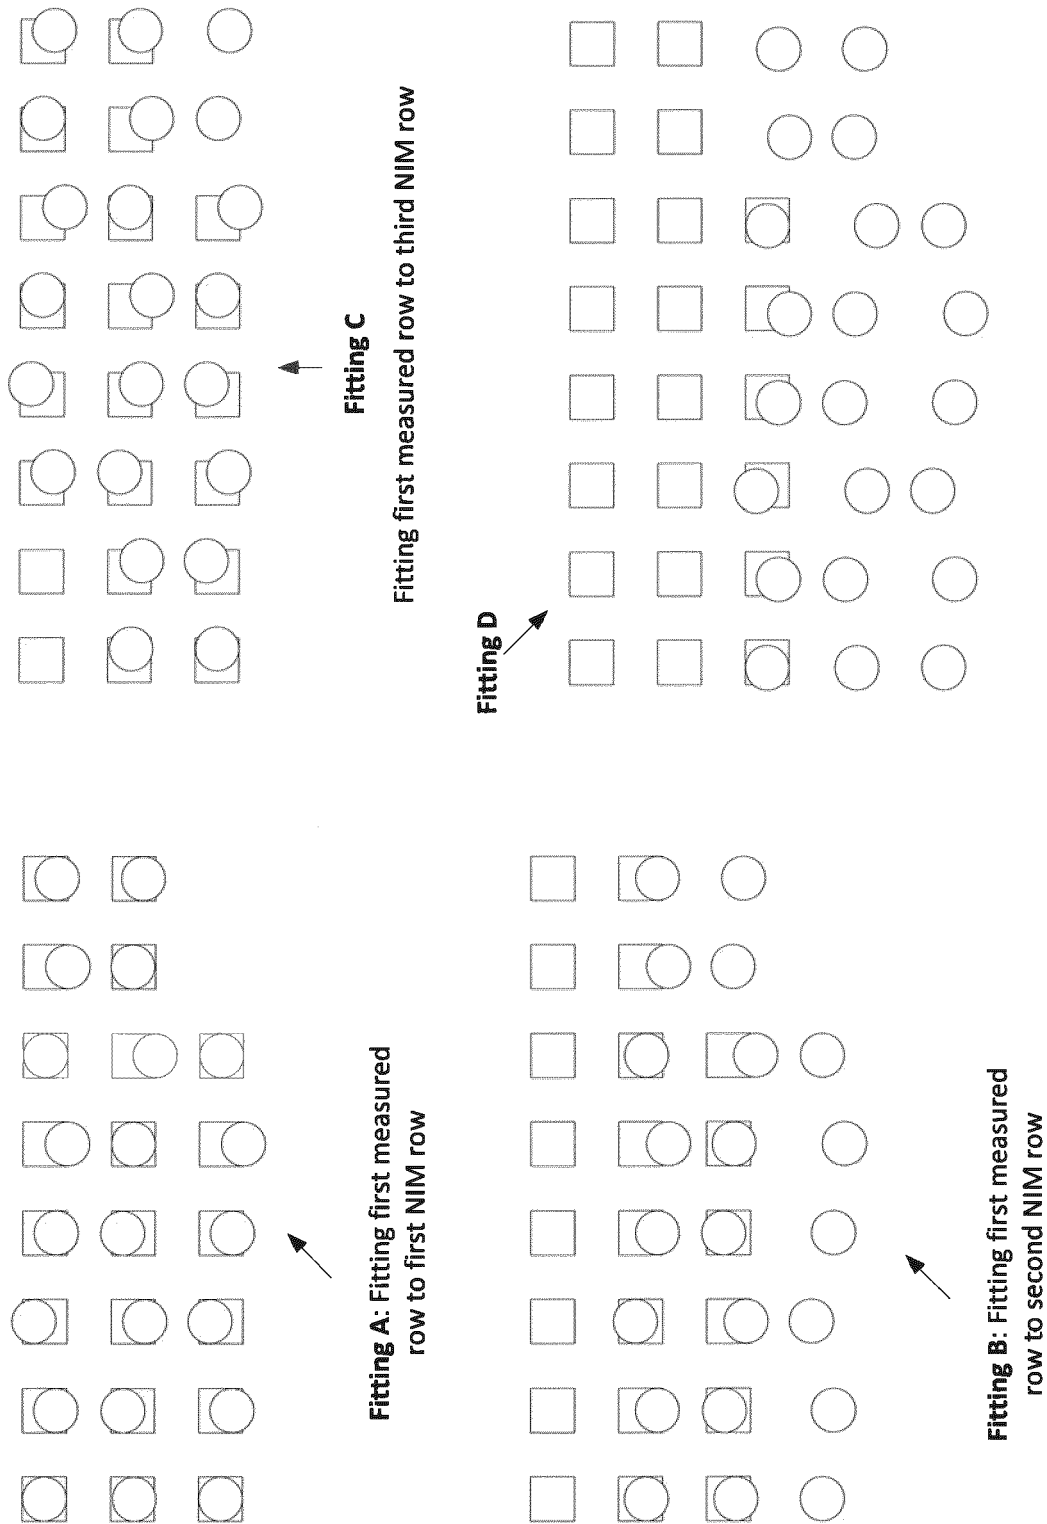 Fitting A: Fitting first measured
row to first NIM row
Fitting B: Fitting first measured
row to second NIM row
Fitting C
Fitting first measured row to third NIM row
Fitting D